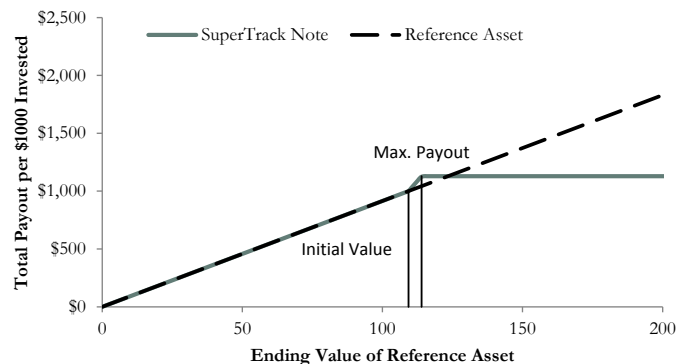 $2,500
SuperTrack Note
Reference Asset
$2,000
$1,500
$1,000
$500
$0
Total Payout per $1000 Invested
Max. Payout
Initial Value
0
50
100
150
200
Ending Value of Reference Asset